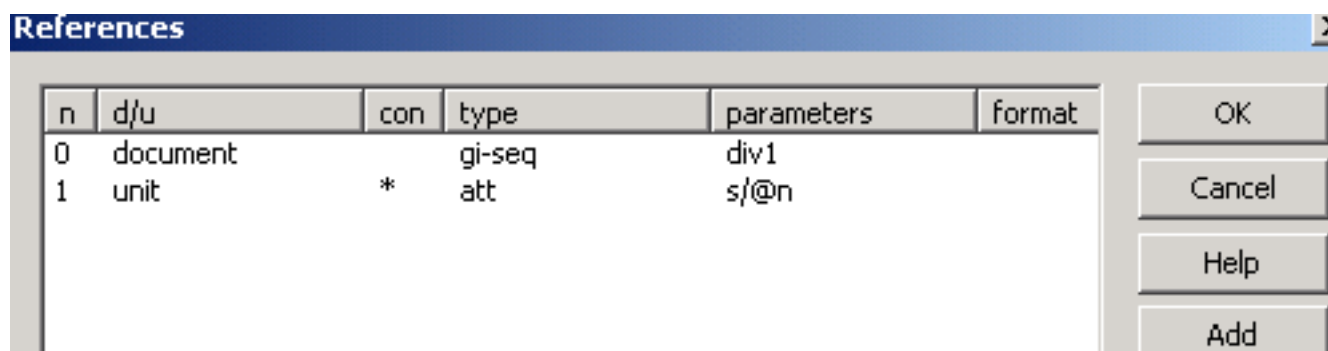 References
n d/u con type parameters format
0 document gi-seq div1
1 unit * att s/@n
OK
Cancel
Help
Add